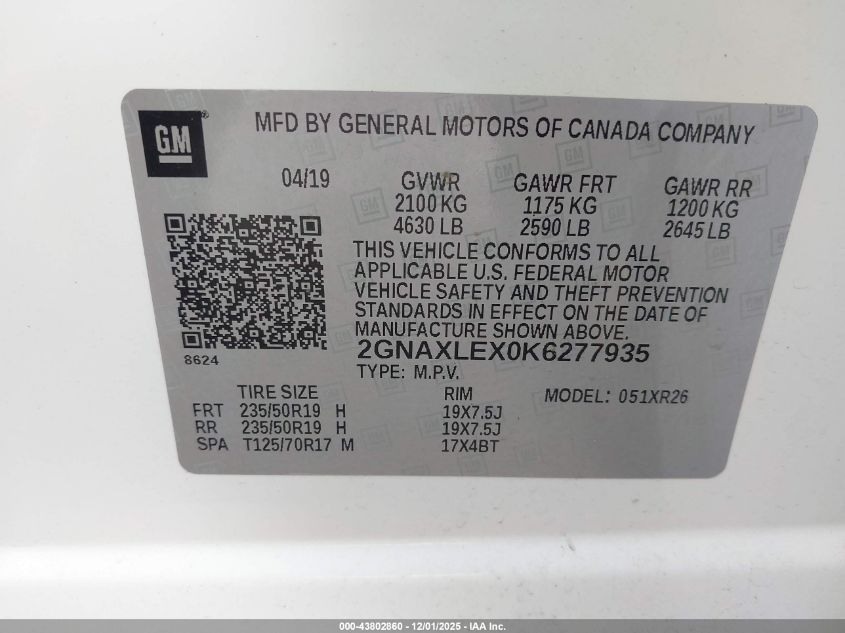 GM
MFD BY GENERAL MOTORS OF CANADA COMPANY
04/19
GVWR GAWR FRT GAWR RR
2100 KG 1175 KG 1200 KG
4630 LB 2590 LB 2645 LB
THIS VEHICLE CONFORMS TO ALL
APPLICABLE U.S. FEDERAL MOTOR
VEHICLE SAFETY AND THEFT PREVENTION
STANDARDS IN EFFECT ON THE DATE OF
MANUFACTURE SHOWN ABOVE.
8624
2GNAXLEX0K6277935
TYPE: M.P.V.
TIRE SIZE RIM MODEL: 051XR26
FRT 235/50R19 H 19X7.5J
RR 235/50R19 H 19X7.5J
SPA T125/70R17 M 17X4BT
000-43802860 - 12/01/2025 - IAA Inc.